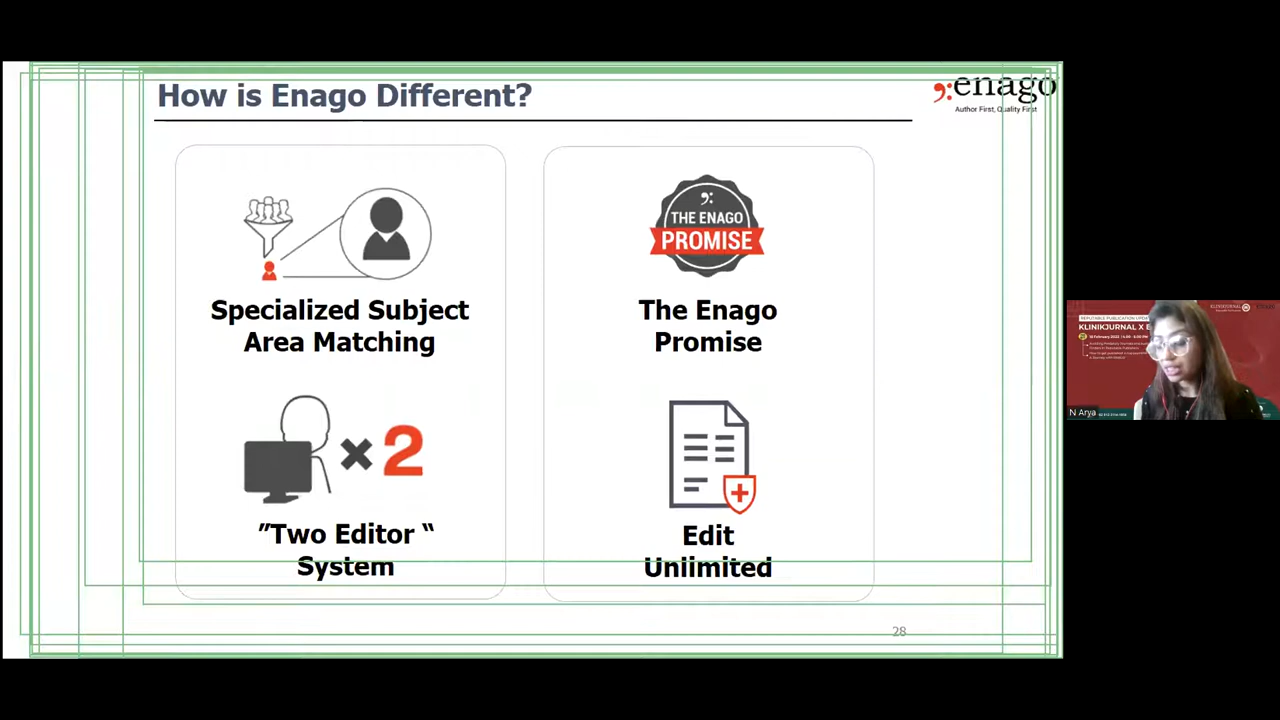 How is Enago Different?
enago
Author First, Quality First
THE ENAGO
PROMISE
Specialized Subject
Area Matching
The Enago
Promise
×2
"Two Editor “
System
Edit
Unlimited
28
KLINIKJOURNAL
KLINIKJURNAL X E
N Arya